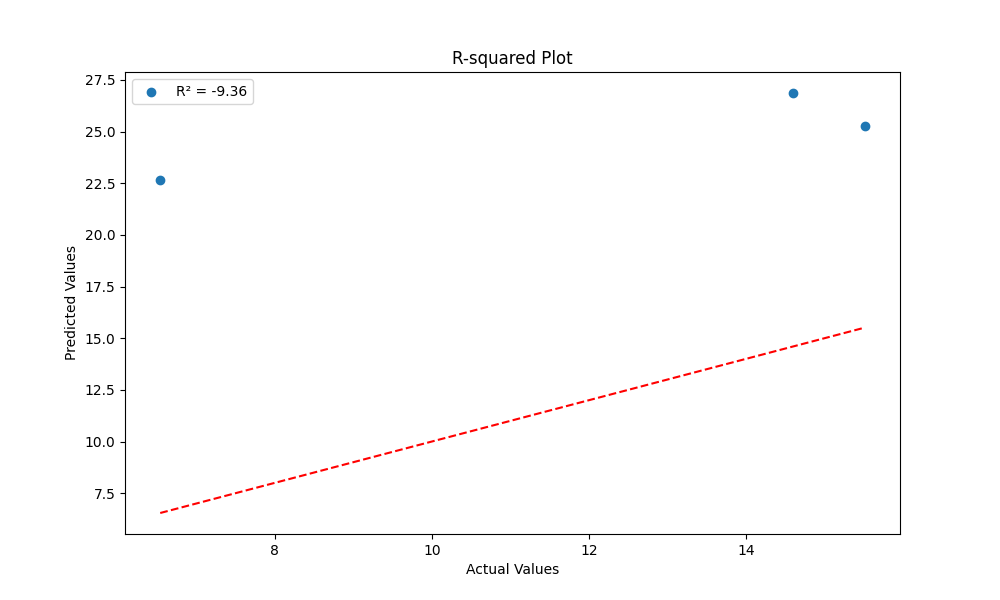 R-squared Plot
R² = -9.36
27.5
25.0
22.5
20.0
17.5
15.0
12.5
10.0
7.5
Predicted Values
8 10 12 14
Actual Values